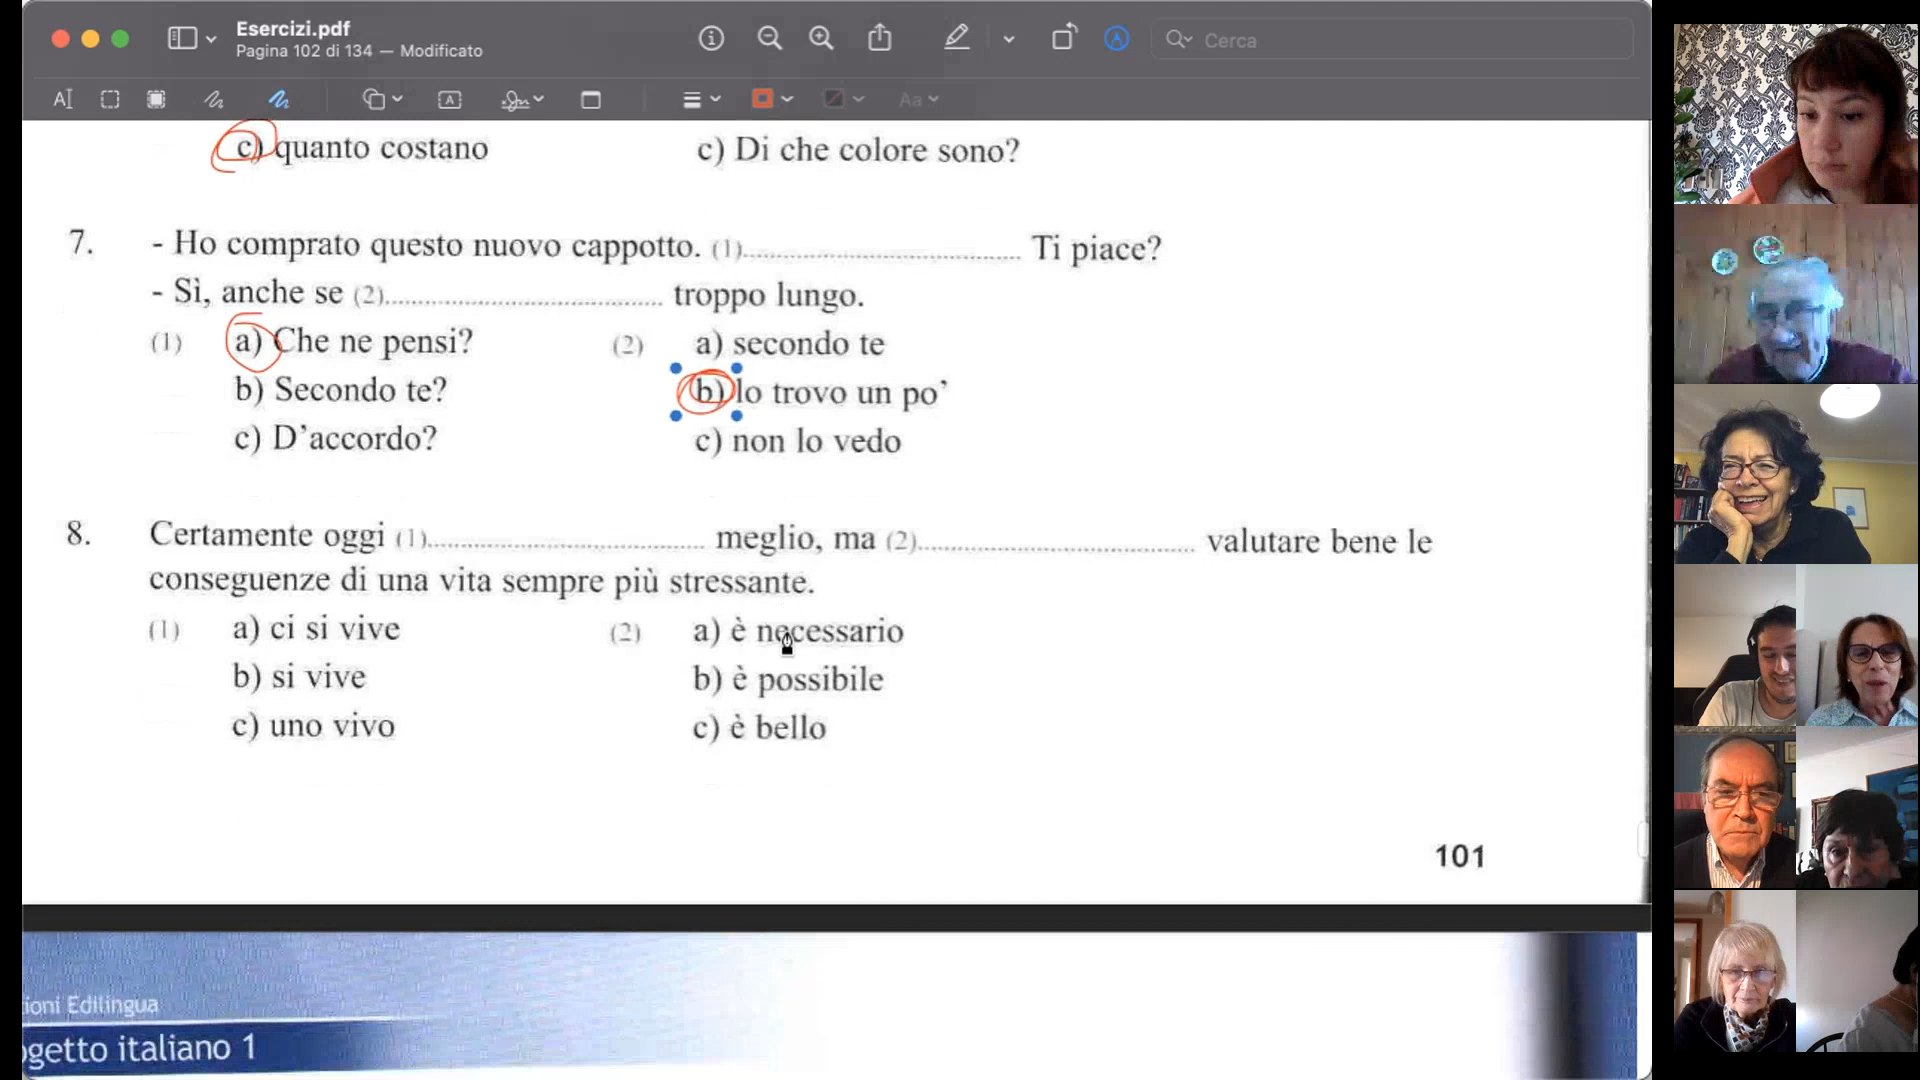 Esercizi.pdf
Pagina 102 di 134 — Modificato
Cerca
Aa
c) quanto costano
c) Di che colore sono?
7. - Ho comprato questo nuovo cappotto. (1).............................. Ti piace?
- Sì, anche se (2).............................. troppo lungo.
(1) a) Che ne pensi? (2) a) secondo te
b) Secondo te? b) lo trovo un po’
c) D’accordo? c) non lo vedo
8. Certamente oggi (1).............................. meglio, ma (2).............................. valutare bene le
conseguenze di una vita sempre più stressante.
(1) a) ci si vive (2) a) è necessario
b) si vive b) è possibile
c) uno vivo c) è bello
101
ioni Edilingua
getto italiano 1